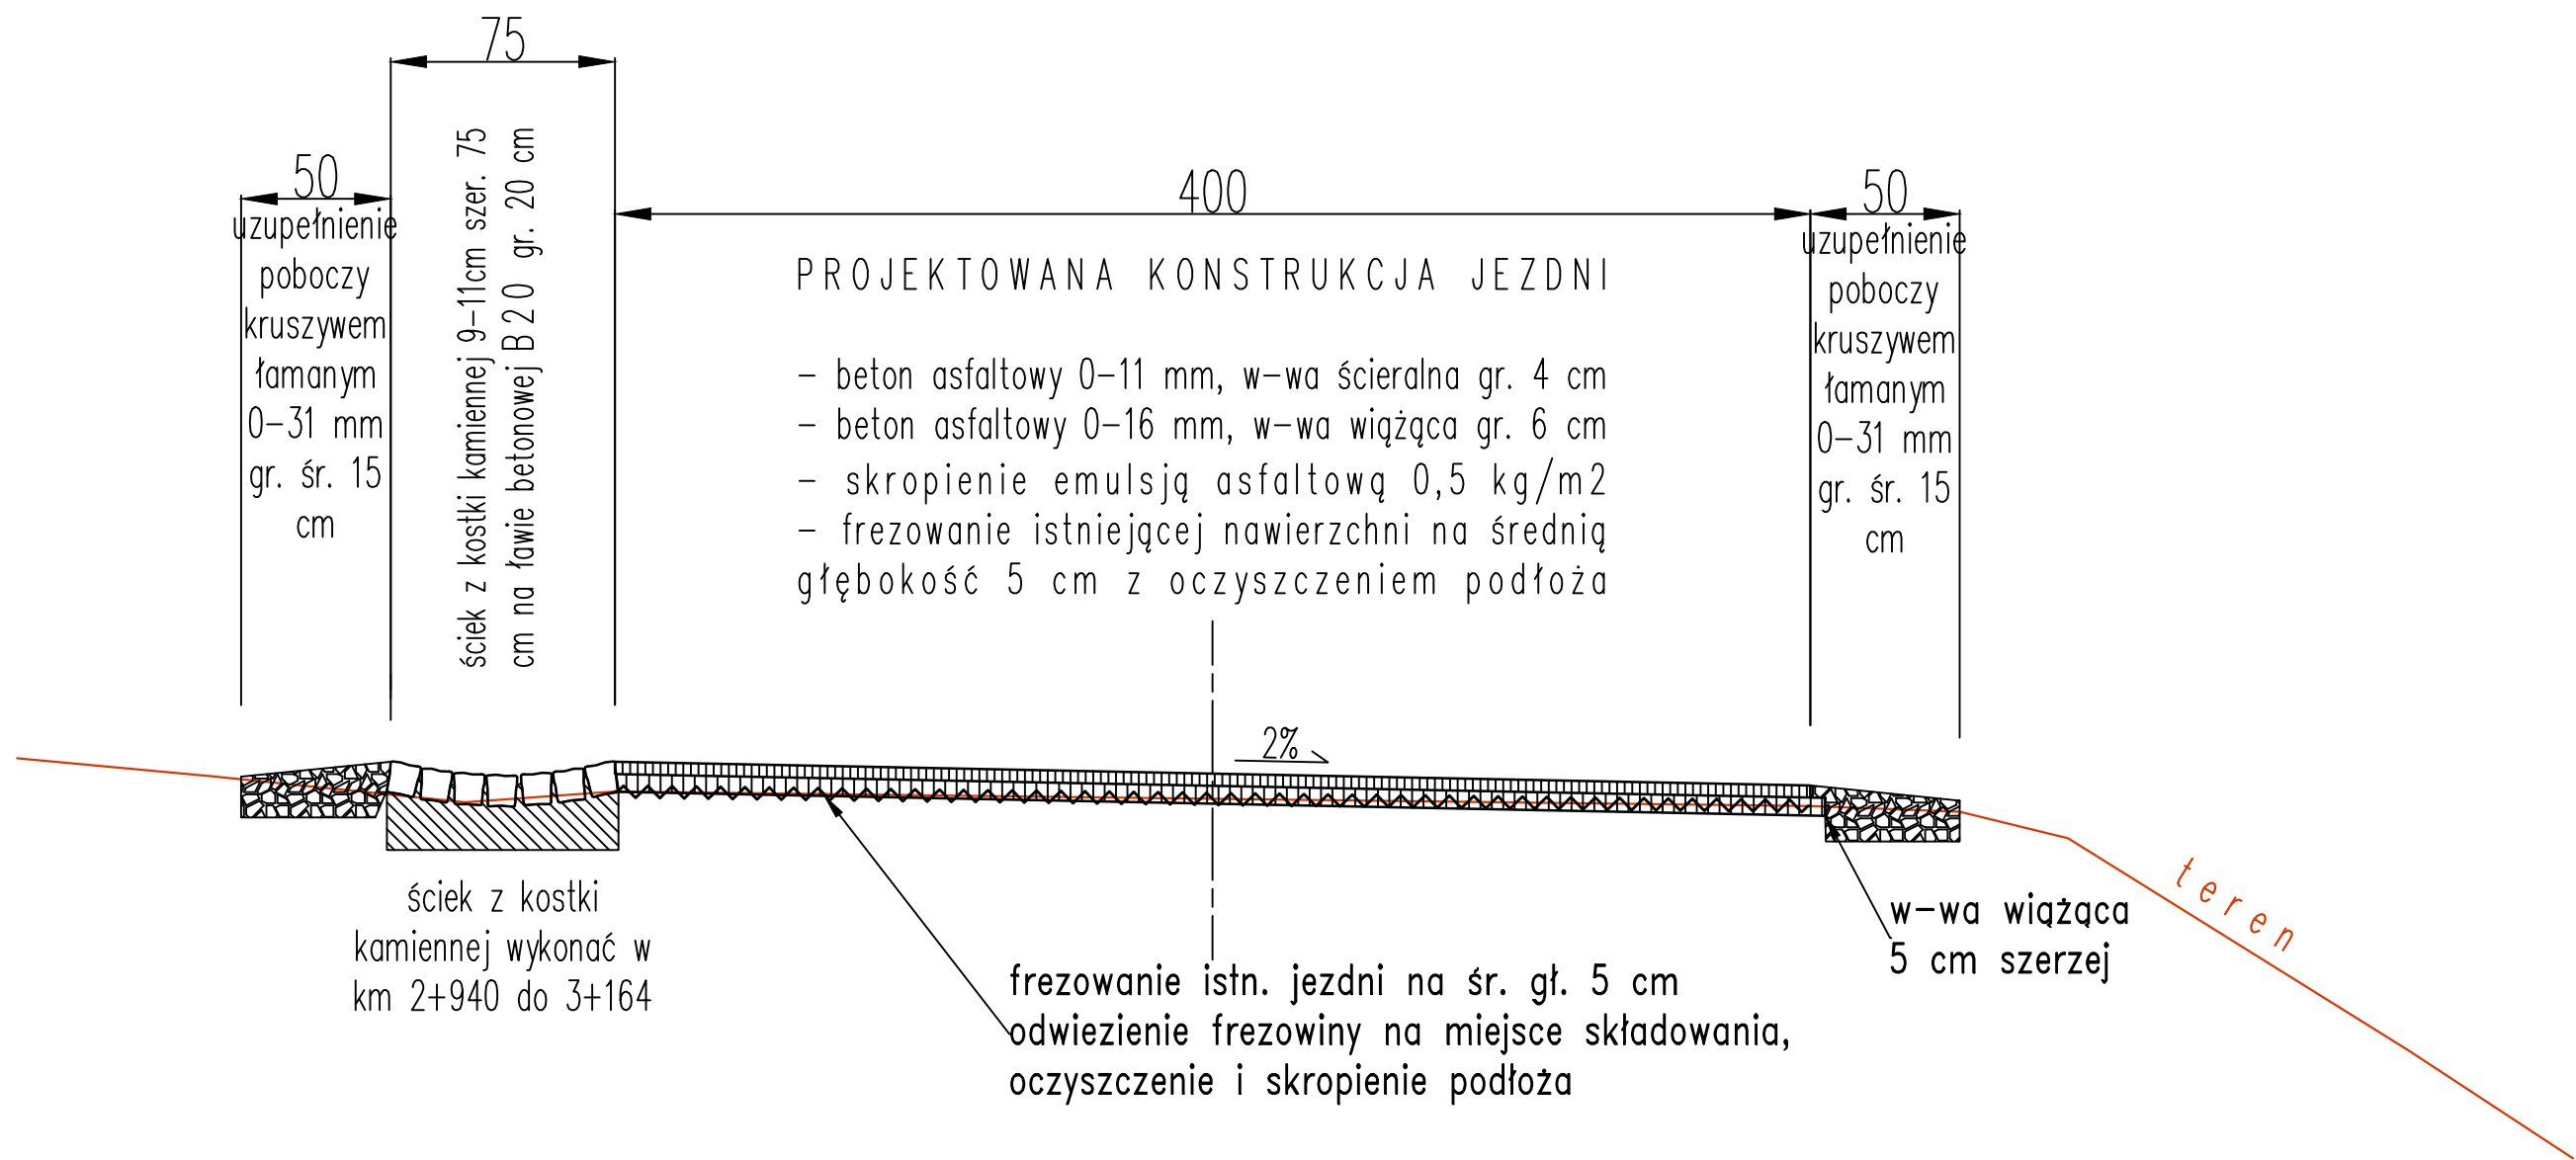 75
50
400
50
uzupełnienie
poboczy
kruszywem
łamanym
0-31 mm
gr. śr. 15
cm
ściek z kostki kamiennej 9-11cm szer. 75
cm na ławie betonowej B20 gr. 20 cm
PROJEKTOWANA KONSTRUKCJA JEZDNI
- beton asfaltowy 0-11 mm, w-wa ścieralna gr. 4 cm
- beton asfaltowy 0-16 mm, w-wa wiążąca gr. 6 cm
- skropienie emulsją asfaltową 0,5 kg/m2
- frezowanie istniejącej nawierzchni na średnią
głębokość 5 cm z oczyszczeniem podłoża
uzupełnienie
poboczy
kruszywem
łamanym
0-31 mm
gr. śr. 15
cm
2%
ściek z kostki
kamiennej wykonać w
km 2+940 do 3+164
frezowanie istn. jezdni na śr. gł. 5 cm
odwiezienie frezowiny na miejsce składowania,
oczyszczenie i skropienie podłoża
w-wa wiążąca
5 cm szerzej
teren